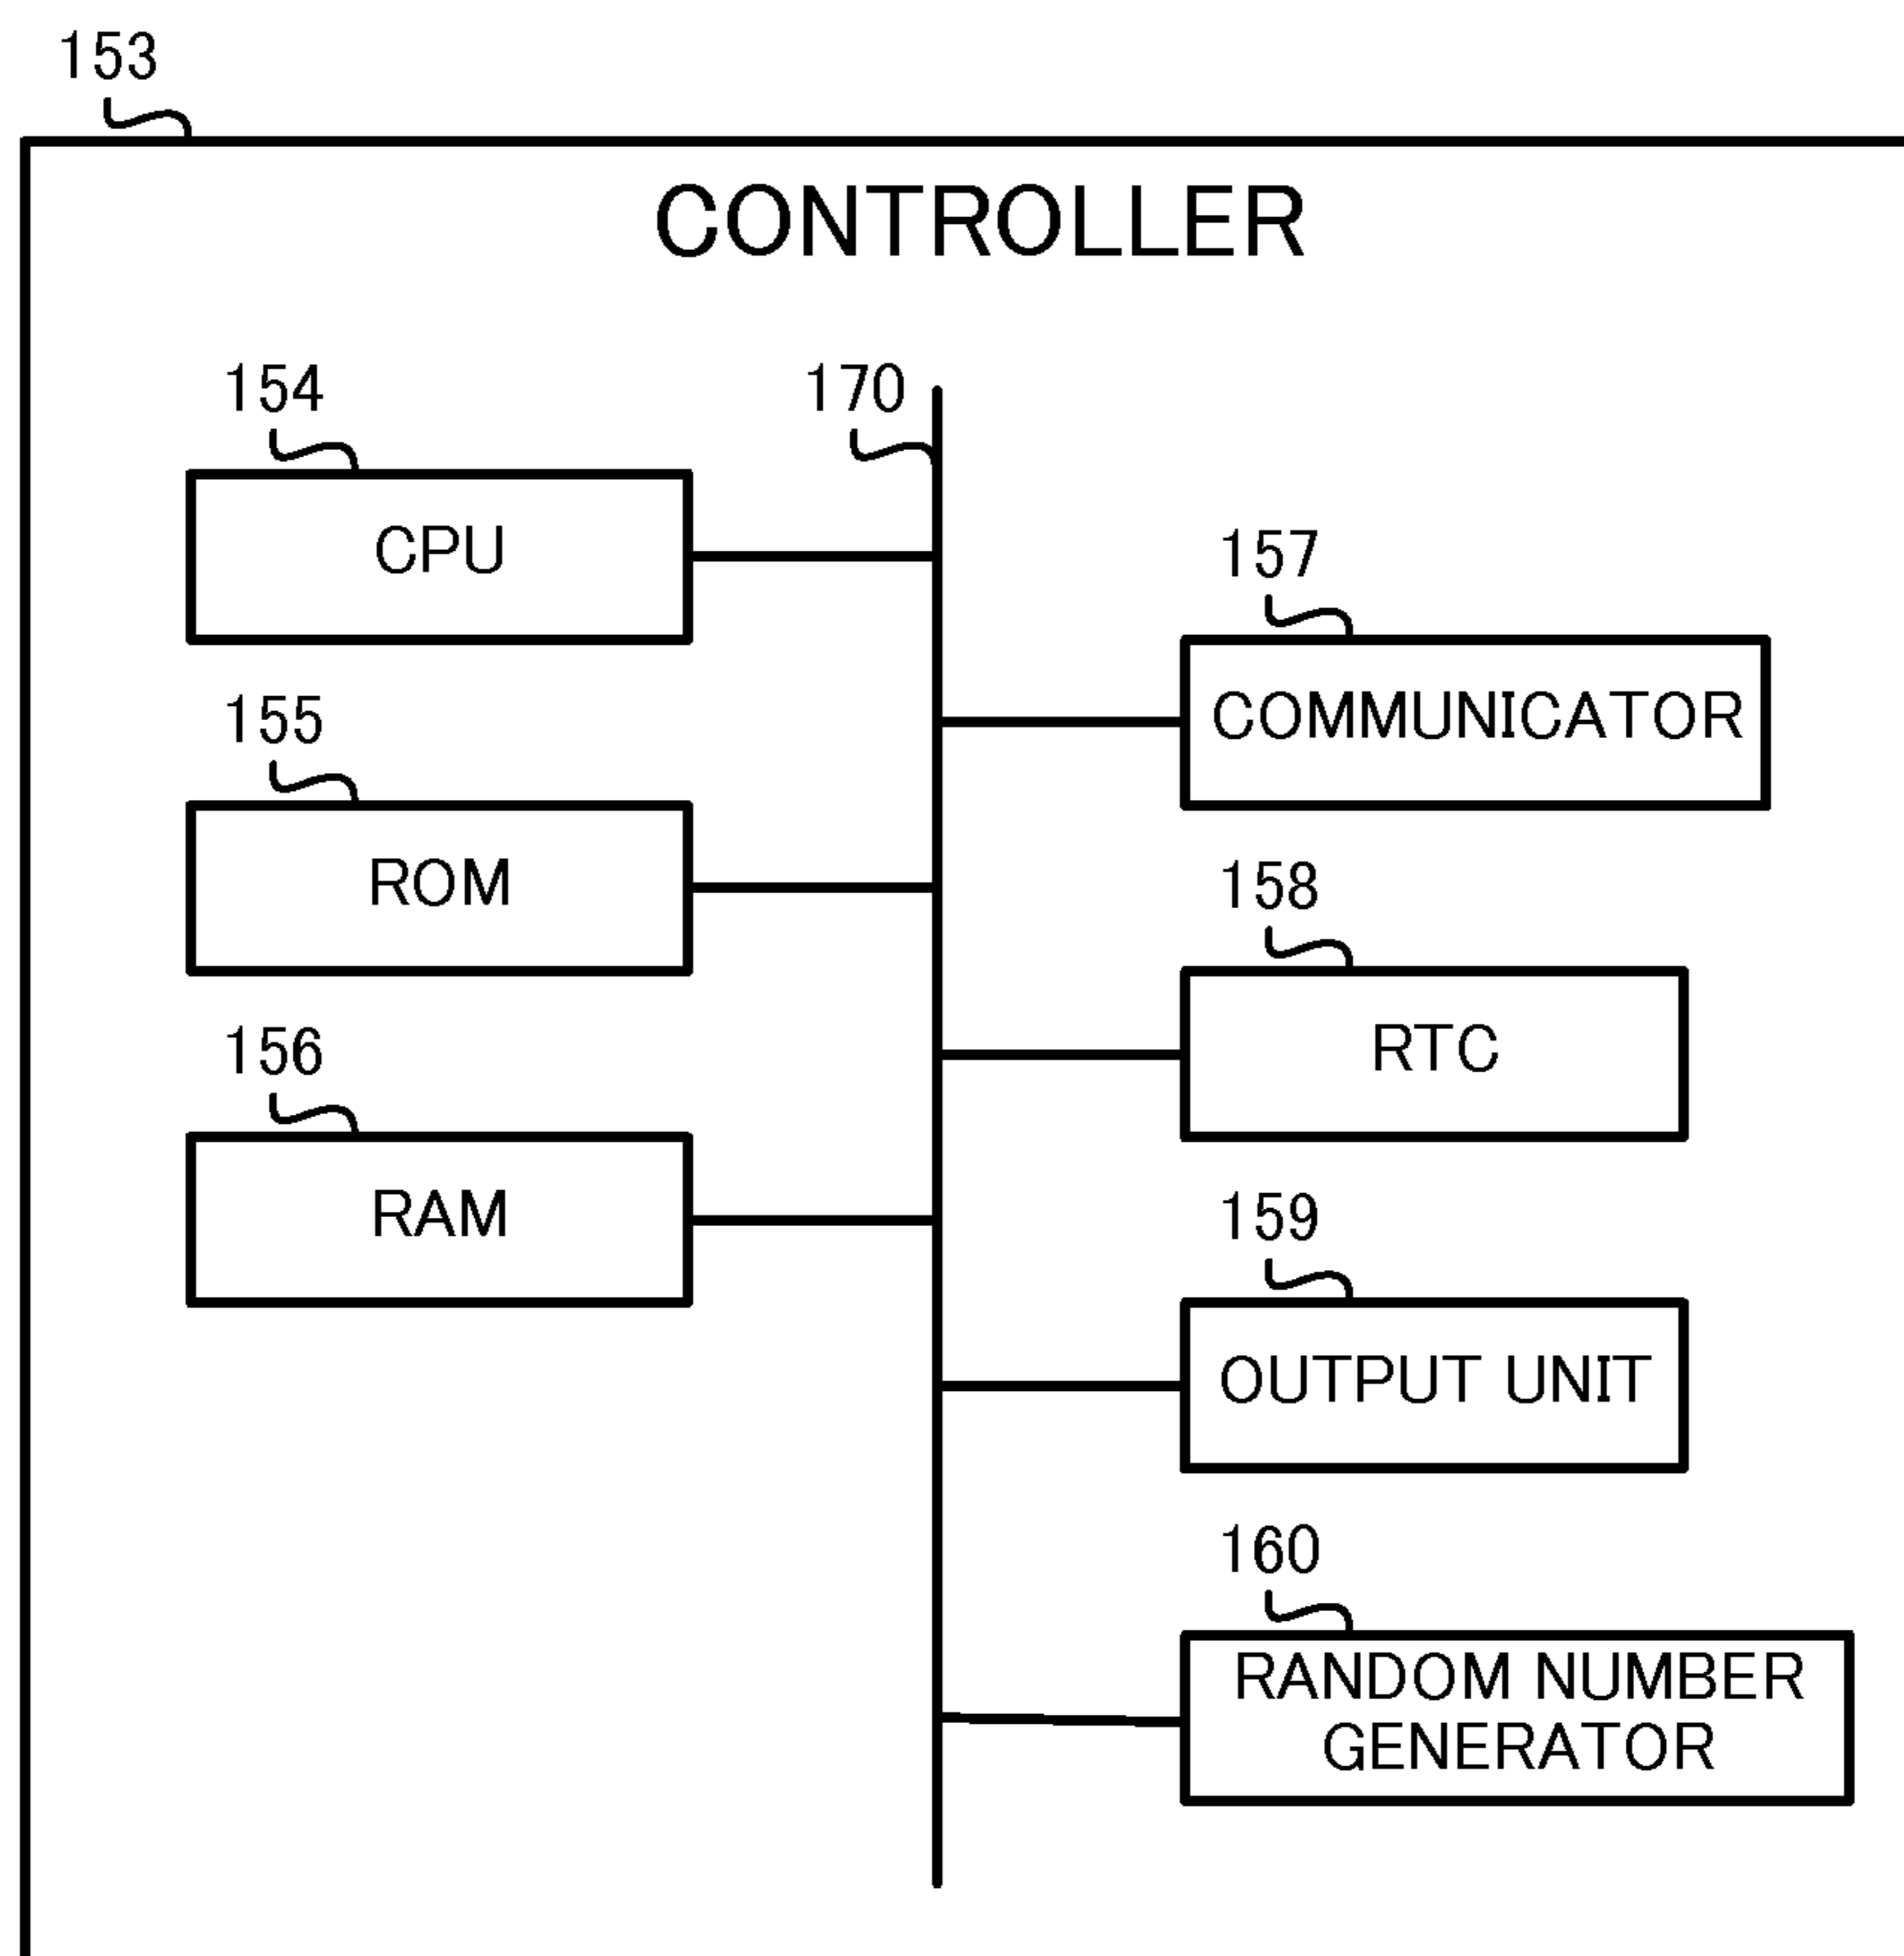 153
CONTROLLER
154
170
CPU
157
COMMUNICATOR
155
ROM
158
RTC
156
RAM
159
OUTPUT UNIT
160
RANDOM NUMBER
GENERATOR